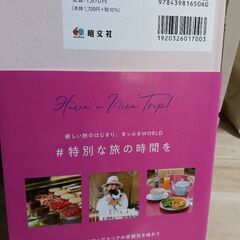 9784398165060
定価:1,870円
(本体1,700円+税10%)
昭文社
1920326017003
Have a Nice Trip!
新しい旅のはじまり。まっぷるWORLD
#特別な旅の時間を